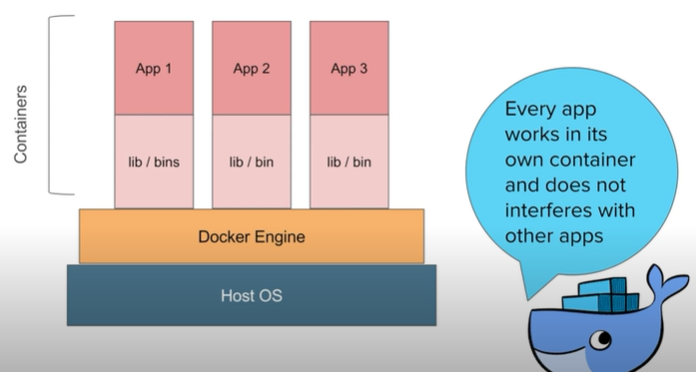 Containers
App 1
App 2
App 3
lib / bins
lib / bin
lib / bin
Docker Engine
Host OS
Every app
works in its
own container
and does not
interferes with
other apps